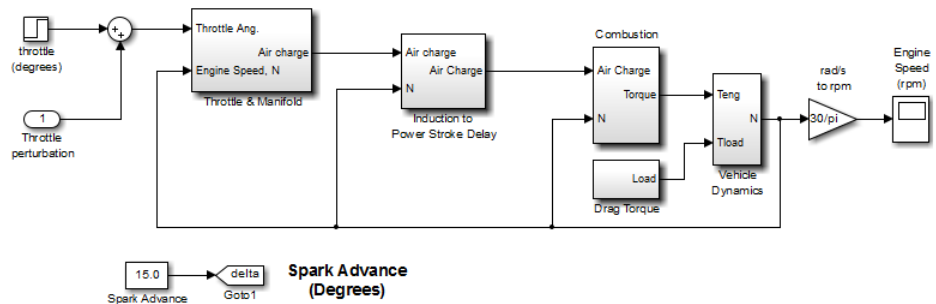 throttle
(degrees)
1
Throttle
perturbation
Throttle Ang.
Air charge
Engine Speed, N
Throttle & Manifold
Air charge
Air Charge
N
Induction to
Power Stroke Delay
Combustion
Air Charge
Torque
N
Load
Drag Torque
Teng
N
Tload
Vehicle
Dynamics
rad/s
to rpm
30/pi
Engine
Speed
(rpm)
15.0
Spark Advance
delta
Goto1
Spark Advance
(Degrees)